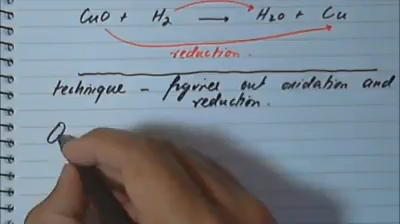 CuO + H2 → H2O + Cu
reduction.
technique - figures out oxidation and
reduction.
O